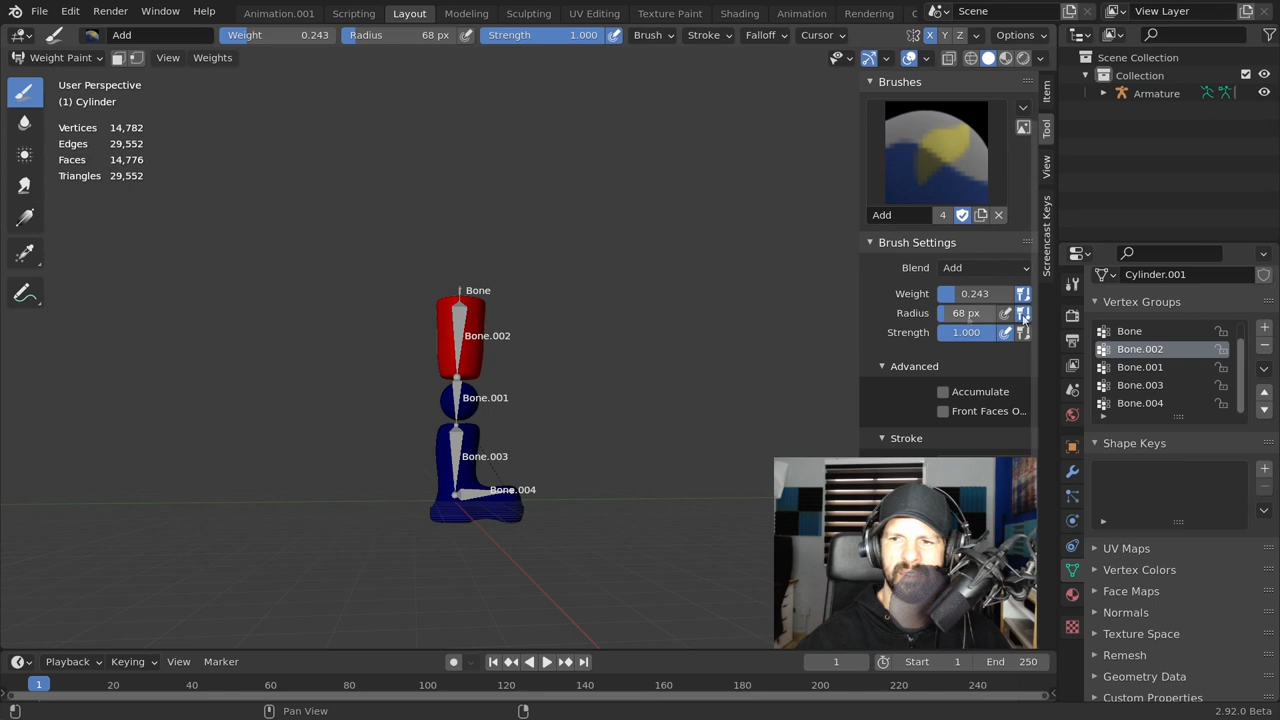 File Edit Render Window Help
Animation.001 Scripting Layout Modeling Sculpting UV Editing Texture Paint Shading Animation Rendering
Scene View Layer
Add Weight 0.243 Radius 68 px Strength 1.000 Brush Stroke Falloff Cursor X Y Z Options
Weight Paint View Weights
User Perspective
(1) Cylinder
Vertices 14,782
Edges 29,552
Faces 14,776
Triangles 29,552
Bone
Bone.002
Bone.001
Bone.003
Bone.004
Brushes
Add 4
Brush Settings
Blend Add
Weight 0.243
Radius 68 px
Strength 1.000
Advanced
Accumulate
Front Faces O...
Stroke
Item
Tool
View
Screencast Keys
Scene Collection
Collection
Armature
Cylinder.001
Vertex Groups
Bone
Bone.002
Bone.001
Bone.003
Bone.004
Shape Keys
UV Maps
Vertex Colors
Face Maps
Normals
Texture Space
Remesh
Geometry Data
Custom Properties
Playback Keying View Marker
1 Start 1 End 250
1 20 40 60 80 100 120 140 160 180 200 220 240
Pan View
2.92.0 Beta